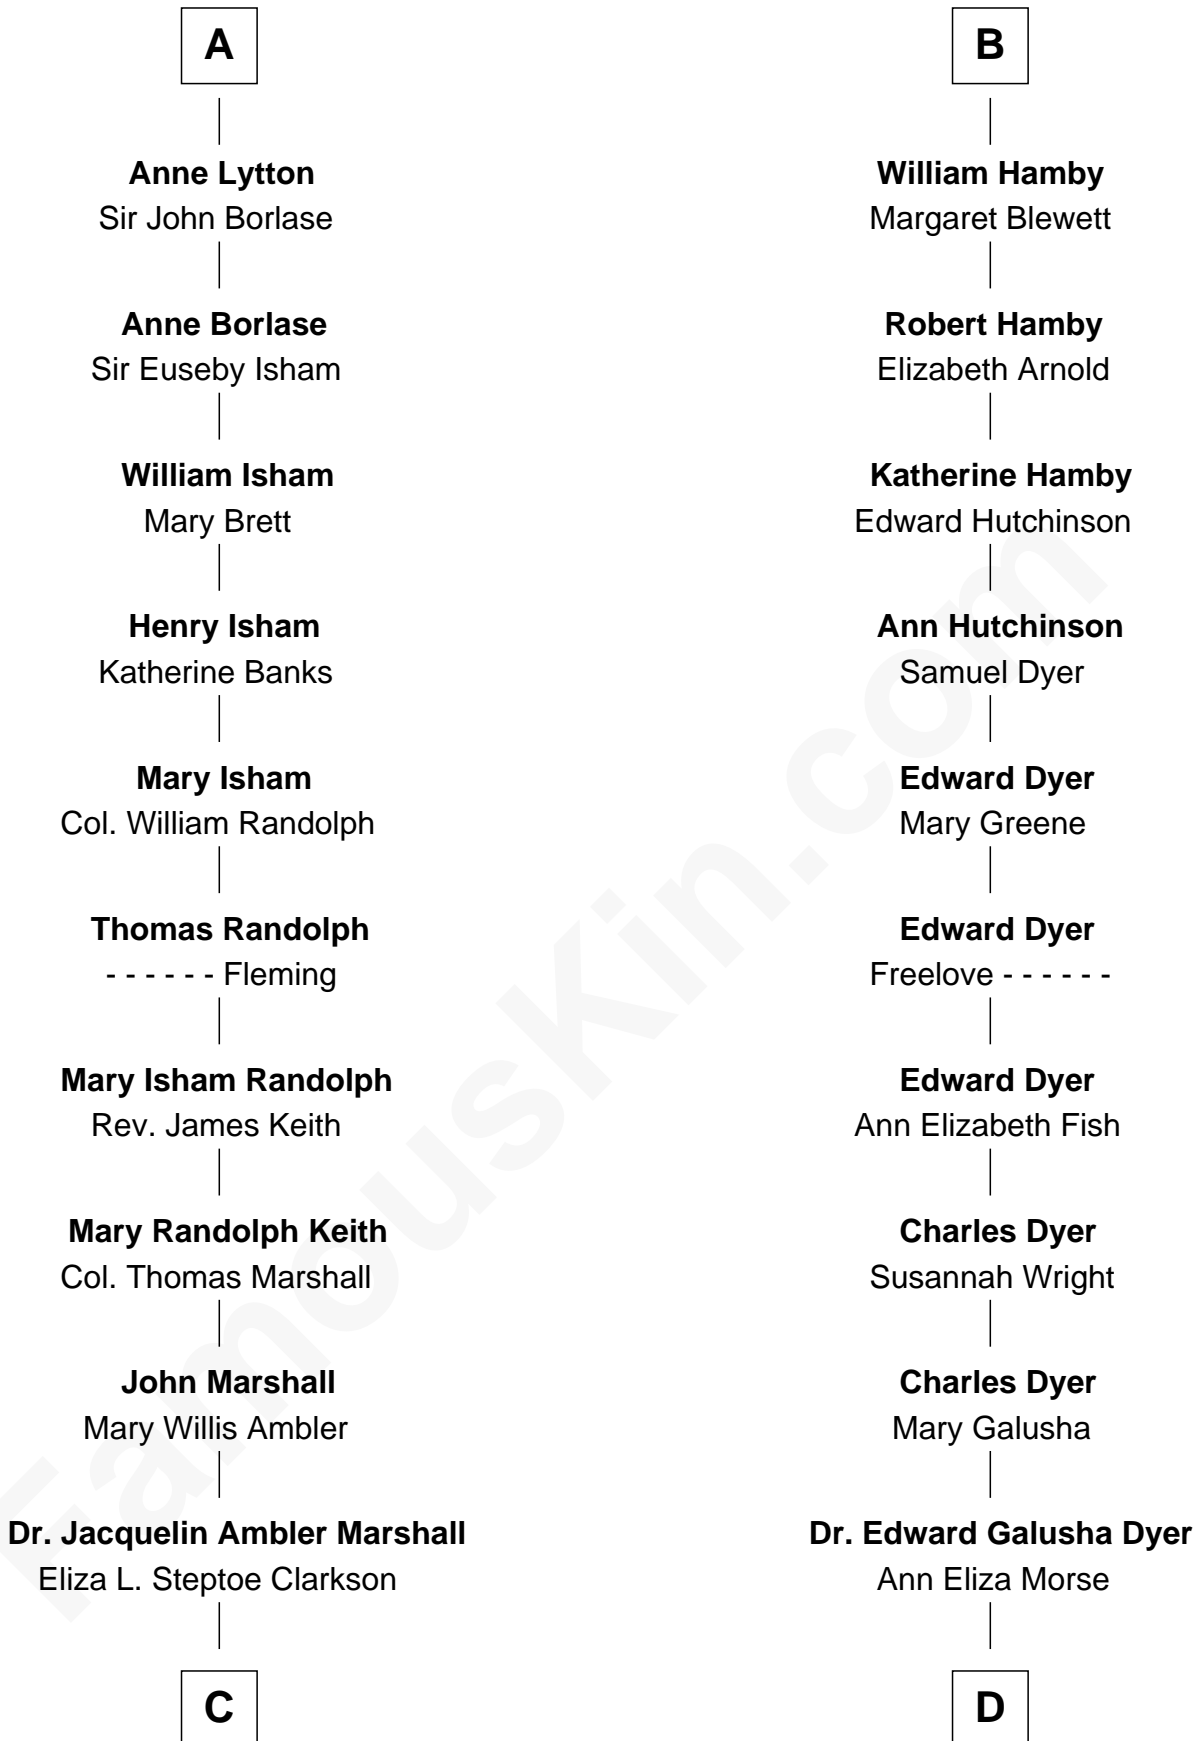 A
Anne Lytton
Sir John Borlase
Anne Borlase
Sir Euseby Isham
William Isham
Mary Brett
Henry Isham
Katherine Banks
Mary Isham
Col. William Randolph
Thomas Randolph
- - - - - - Fleming
Mary Isham Randolph
Rev. James Keith
Mary Randolph Keith
Col. Thomas Marshall
John Marshall
Mary Willis Ambler
Dr. Jacquelin Ambler Marshall
Eliza L. Steptoe Clarkson
C
B
William Hamby
Margaret Blewett
Robert Hamby
Elizabeth Arnold
Katherine Hamby
Edward Hutchinson
Ann Hutchinson
Samuel Dyer
Edward Dyer
Mary Greene
Edward Dyer
Freelove - - - - - -
Edward Dyer
Ann Elizabeth Fish
Charles Dyer
Susannah Wright
Charles Dyer
Mary Galusha
Dr. Edward Galusha Dyer
Ann Eliza Morse
D
FamousKin.com